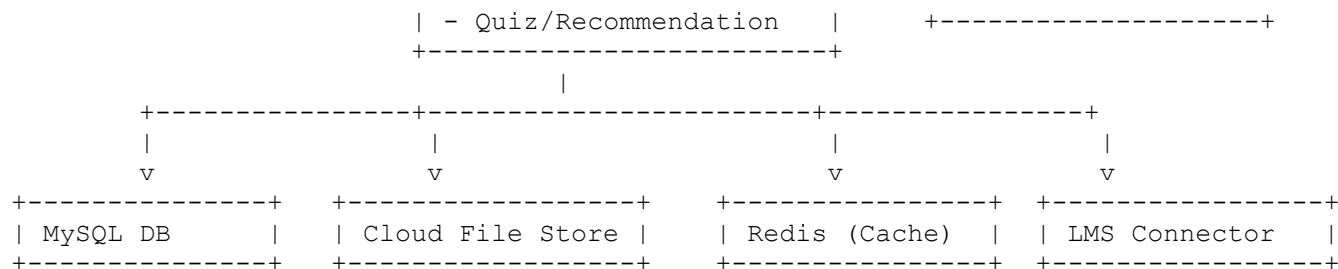 - Quiz/Recommendation
MySQL DB Cloud File Store Redis (Cache) LMS Connector